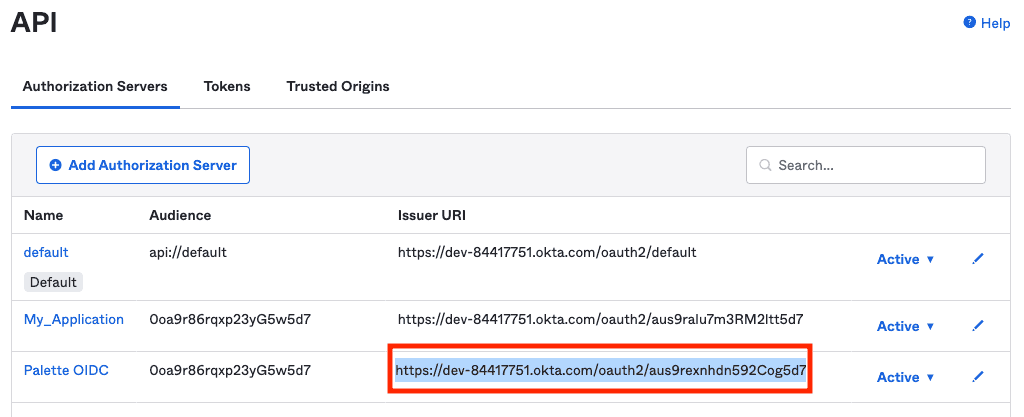 API
Help
Authorization Servers Tokens Trusted Origins
Add Authorization Server Search...
Name Audience Issuer URI
default api://default https://dev-84417751.okta.com/oauth2/default Active
Default
My_Application 0oa9r86rqxp23yG5w5d7 https://dev-84417751.okta.com/oauth2/aus9ralu7m3RM2ltt5d7 Active
Palette OIDC 0oa9r86rqxp23yG5w5d7 https://dev-84417751.okta.com/oauth2/aus9rexnhdn592Cog5d7 Active